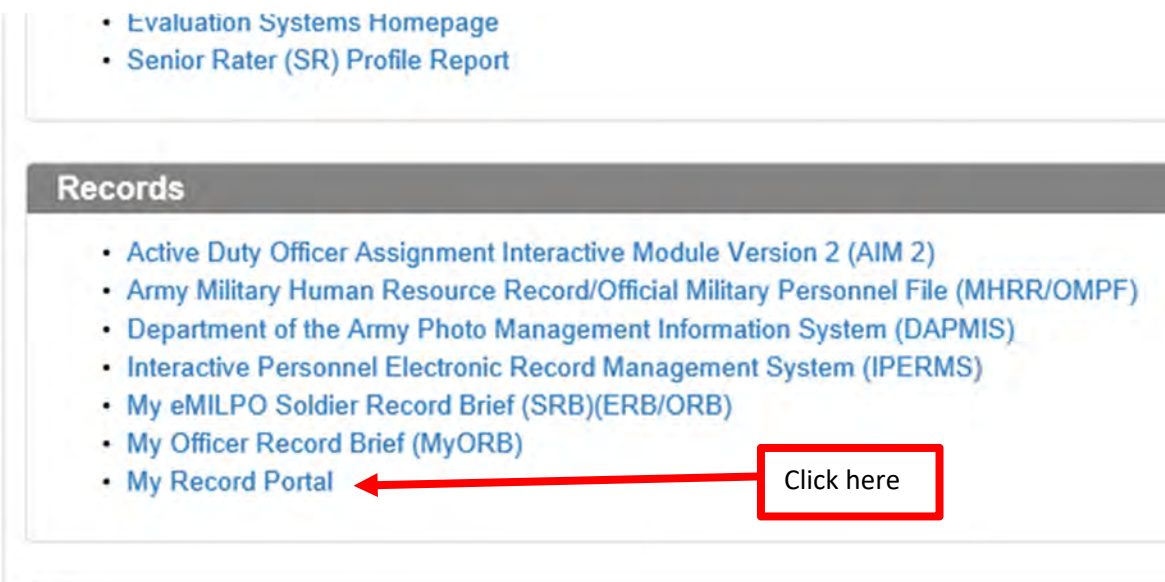 • Evaluation Systems Homepage
• Senior Rater (SR) Profile Report
Records
• Active Duty Officer Assignment Interactive Module Version 2 (AIM 2)
• Army Military Human Resource Record/Official Military Personnel File (MHRR/OMPF)
• Department of the Army Photo Management Information System (DAPMIS)
• Interactive Personnel Electronic Record Management System (IPERMS)
• My eMILPO Soldier Record Brief (SRB)(ERB/ORB)
• My Officer Record Brief (MyORB)
• My Record Portal
Click here